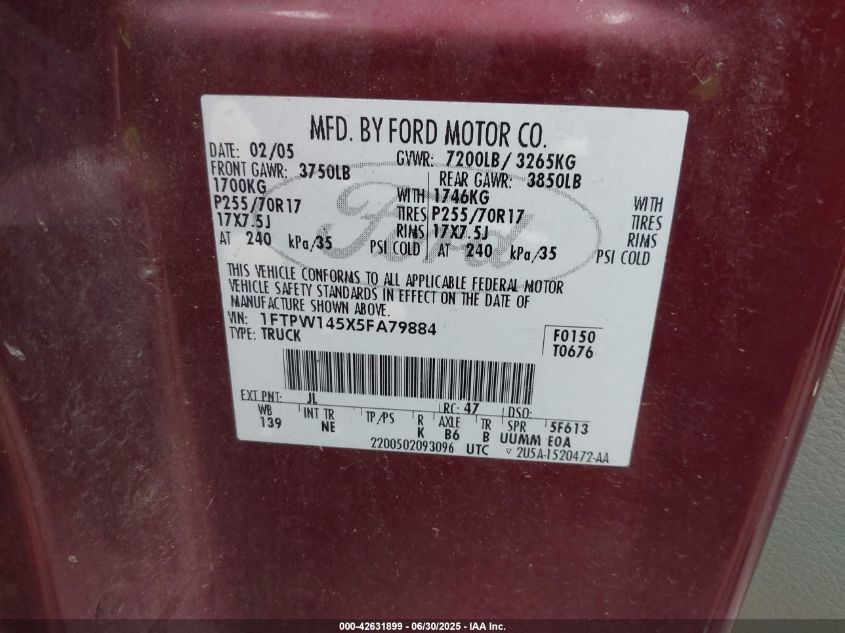 MFD. BY FORD MOTOR CO.
DATE: 02/05 GVWR: 7200LB/ 3265KG
FRONT GAWR: 3750LB REAR GAWR: 3850LB
1700KG WITH 1746KG WITH
P255/70R17 TIRES P255/70R17 TIRES
17X7.5J RIMS 17X7.5J RIMS
AT 240 kPa/35 PSI COLD AT 240 kPa/35 PSI COLD
Ford
THIS VEHICLE CONFORMS TO ALL APPLICABLE FEDERAL MOTOR
VEHICLE SAFETY STANDARDS IN EFFECT ON THE DATE OF
MANUFACTURE SHOWN ABOVE.
VIN: 1FTPW145X5FA79884
TYPE: TRUCK
F0150
T0676
EXT PNT: JL RC: 47 DSO:
WB INT TR TP/PS R AXLE TR SPR 5F613
139 NE K B6 B UUMM E0A
2200502093096 UTC ▽ 2U5A-1520472-AA
000-42631899 - 06/30/2025 - IAA Inc.